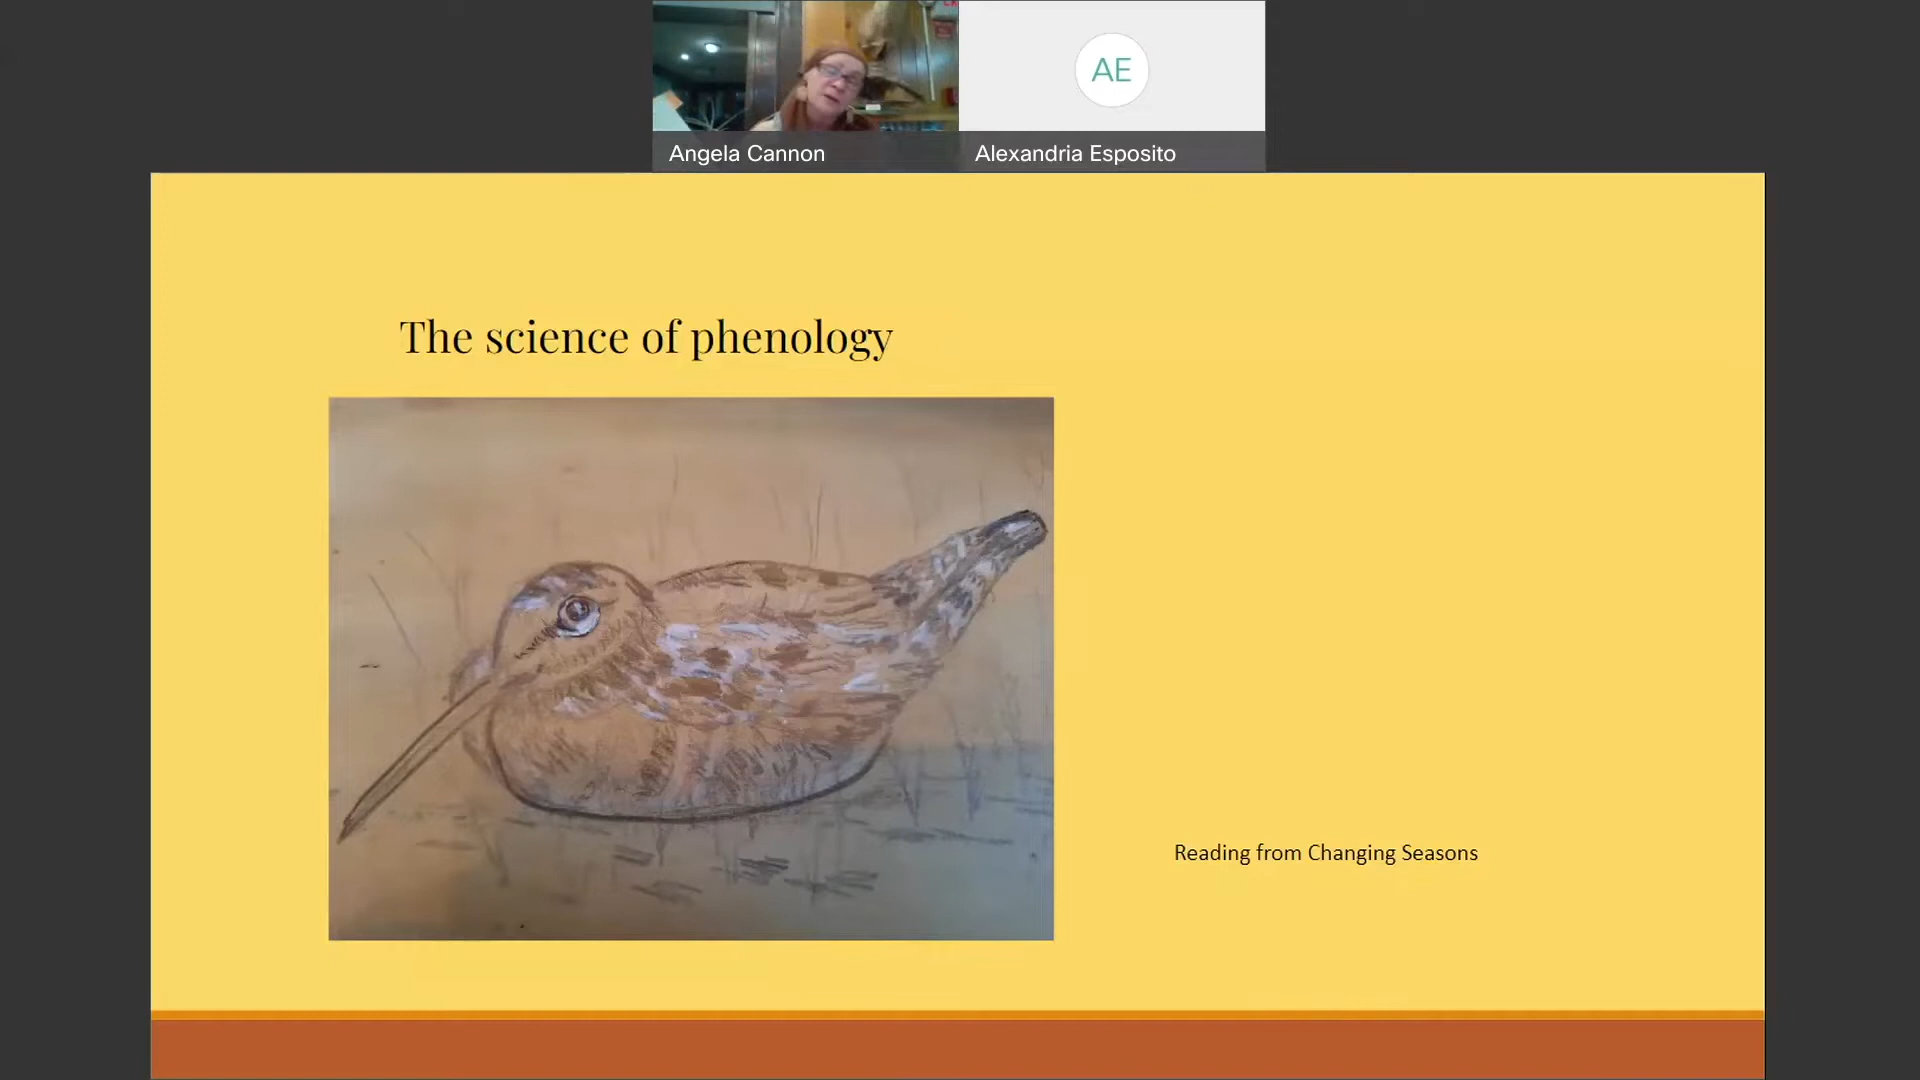 AE
Angela Cannon
Alexandria Esposito
The science of phenology
Reading from Changing Seasons